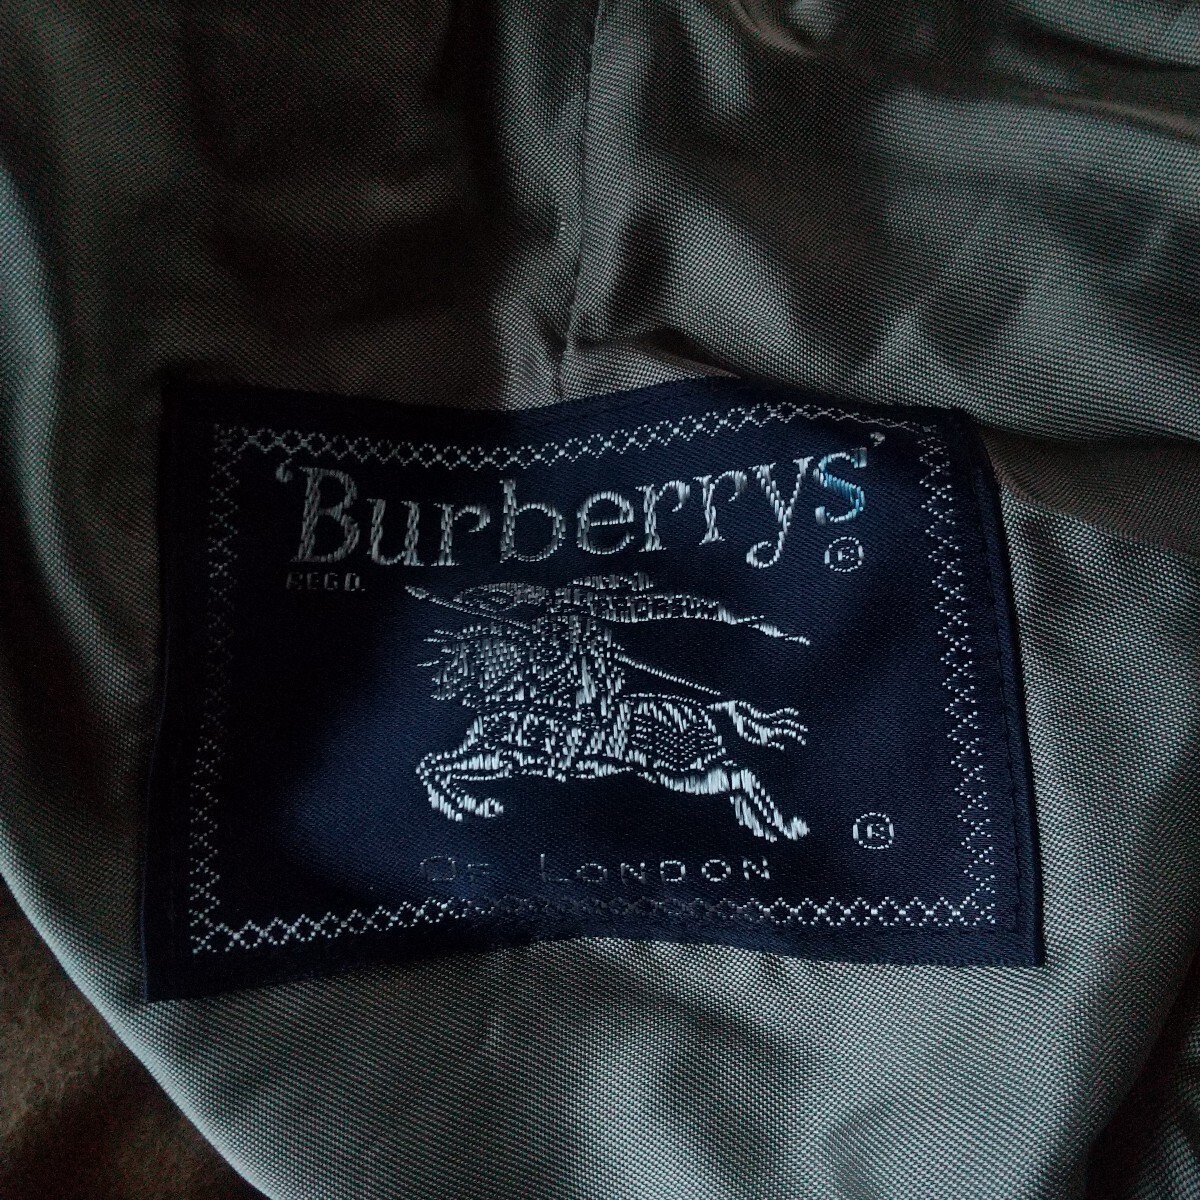 'Burberrys'
REGD.
®
®
OF LONDON